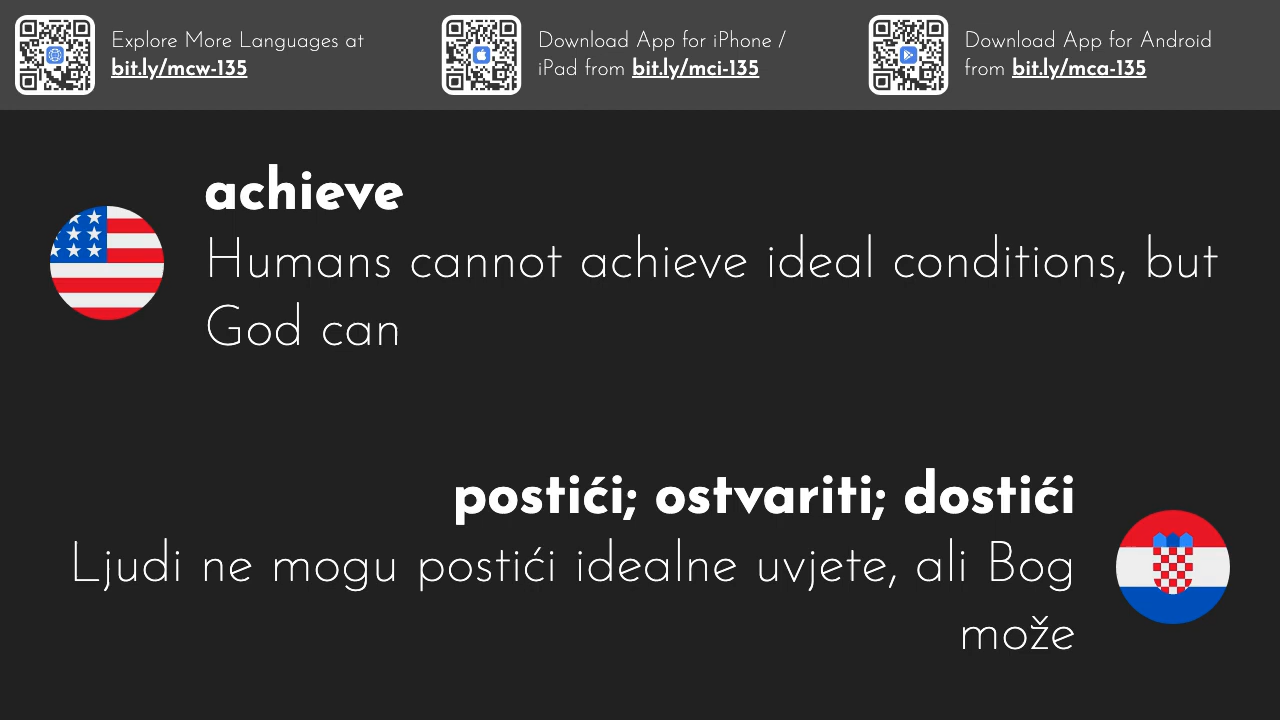 Explore More Languages at
bit.ly/mcw-135
Download App for iPhone /
iPad from bit.ly/mci-135
Download App for Android
from bit.ly/mca-135
achieve
Humans cannot achieve ideal conditions, but
God can
postići; ostvariti; dostići
Ljudi ne mogu postići idealne uvjete, ali Bog
može